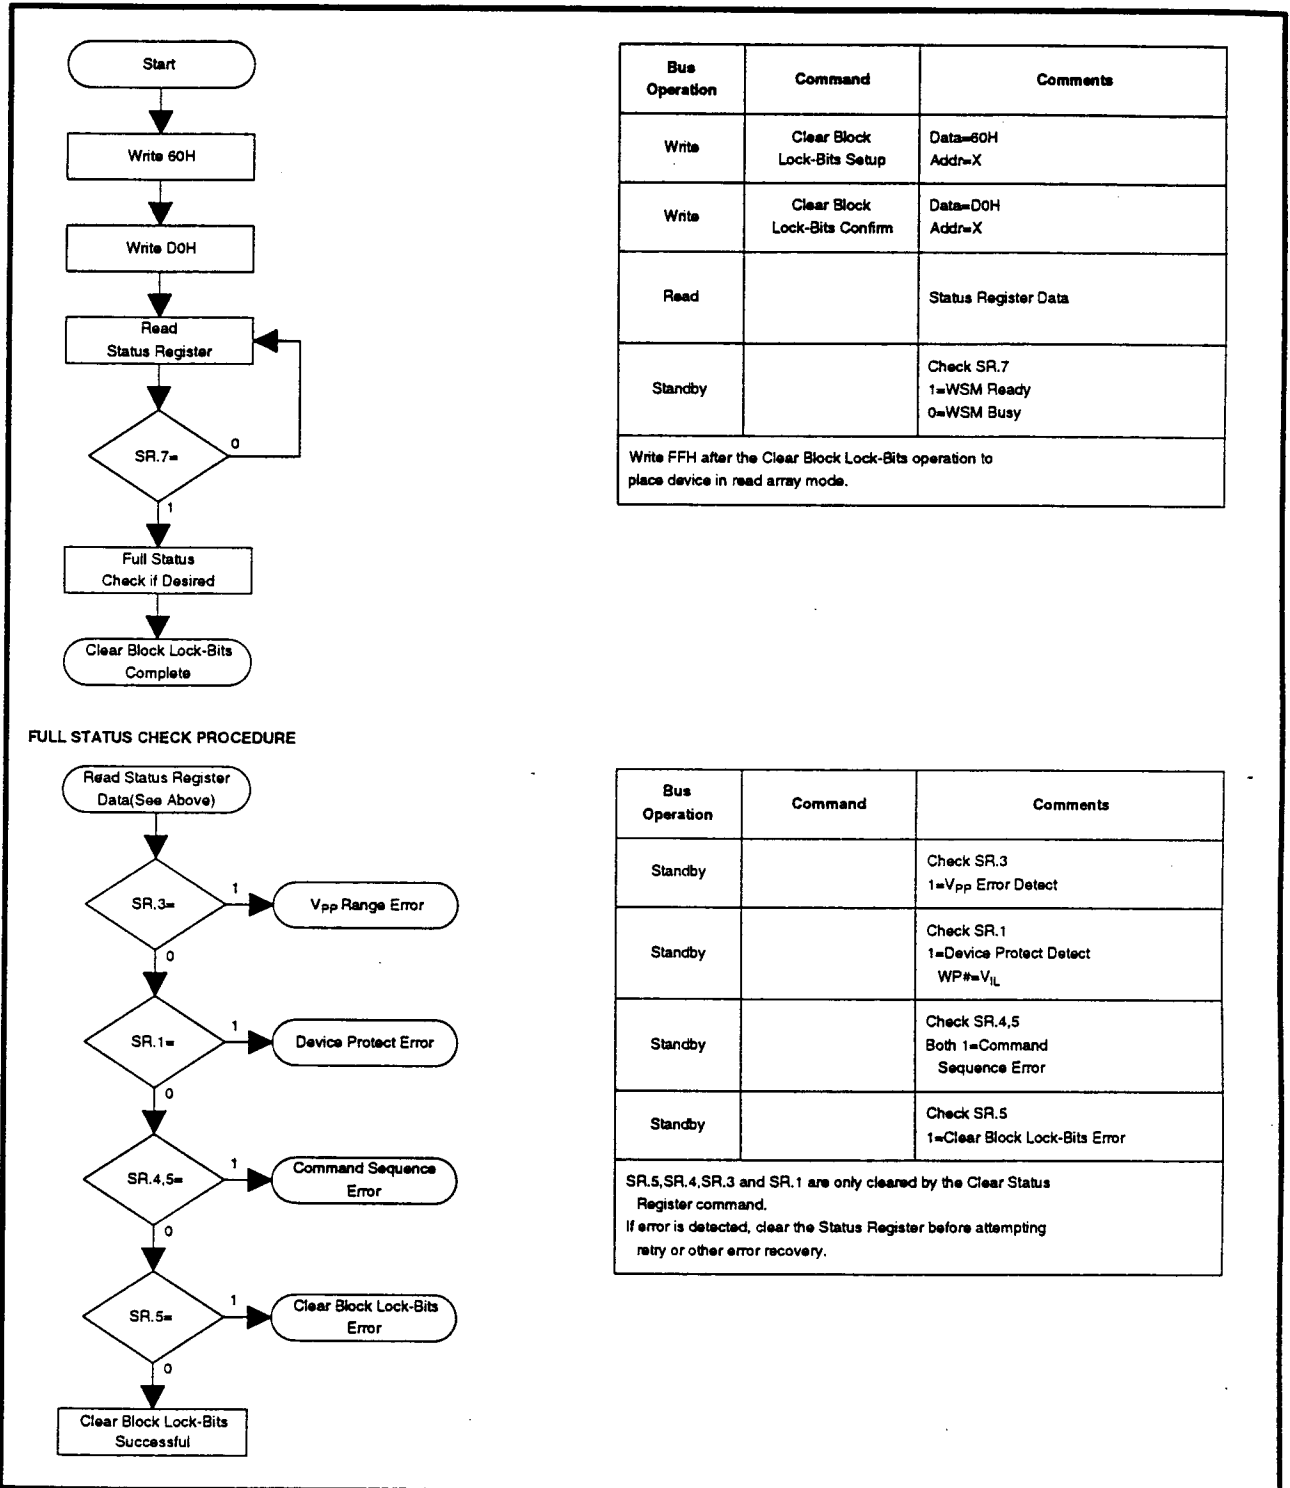 Start
Write 60H
Write D0H
Read
Status Register
SR.7=
0
1
Full Status
Check if Desired
Clear Block Lock-Bits
Complete
Bus
Operation
Command
Comments
Write
Clear Block
Lock-Bits Setup
Data=60H
Addr=X
Write
Clear Block
Lock-Bits Confirm
Data=D0H
Addr=X
Read
Status Register Data
Standby
Check SR.7
1=WSM Ready
0=WSM Busy
Write FFH after the Clear Block Lock-Bits operation to
place device in read array mode.
FULL STATUS CHECK PROCEDURE
Read Status Register
Data(See Above)
SR.3=
1
VPP Range Error
0
SR.1=
1
Device Protect Error
0
SR.4,5=
1
Command Sequence
Error
0
SR.5=
1
Clear Block Lock-Bits
Error
0
Clear Block Lock-Bits
Successful
Bus
Operation
Command
Comments
Standby
Check SR.3
1=VPP Error Detect
Standby
Check SR.1
1=Device Protect Detect
WP#=VIL
Standby
Check SR.4,5
Both 1=Command
Sequence Error
Standby
Check SR.5
1=Clear Block Lock-Bits Error
SR.5,SR.4,SR.3 and SR.1 are only cleared by the Clear Status
Register command.
If error is detected, clear the Status Register before attempting
retry or other error recovery.